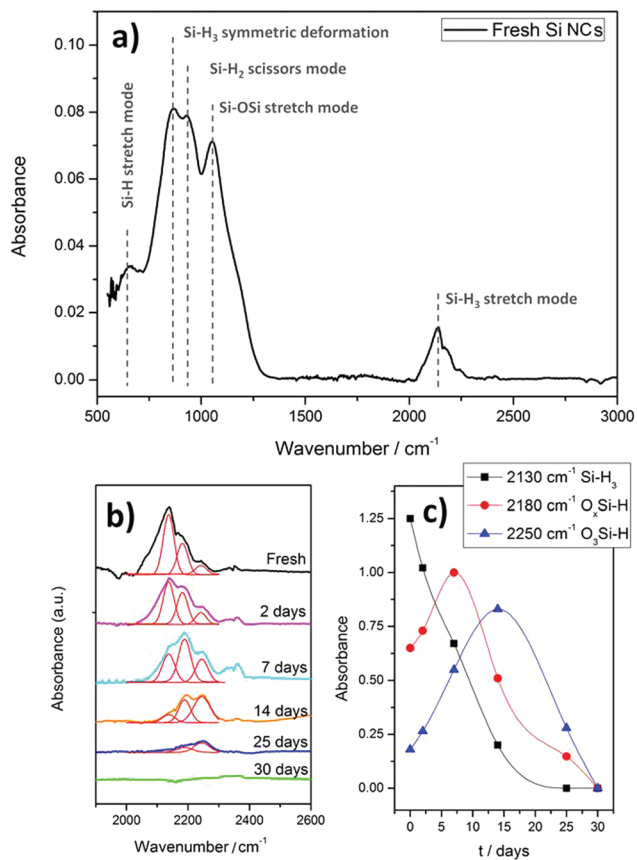 a)
Fresh Si NCs
Si-H₃ symmetric deformation
Si-H₂ scissors mode
Si-OSi stretch mode
Si-H stretch mode
Si-H₃ stretch mode
Absorbance
0.10
0.08
0.06
0.04
0.02
0.00
500 1000 1500 2000 2500 3000
Wavenumber / cm⁻¹
b)
Fresh
2 days
7 days
14 days
25 days
30 days
Absorbance (a.u.)
2000 2200 2400 2600
Wavenumber / cm⁻¹
c)
2130 cm⁻¹ Si-H₃
2180 cm⁻¹ OₓSi-H
2250 cm⁻¹ O₃Si-H
Absorbance
1.25
1.00
0.75
0.50
0.25
0.00
0 5 10 15 20 25 30
t / days